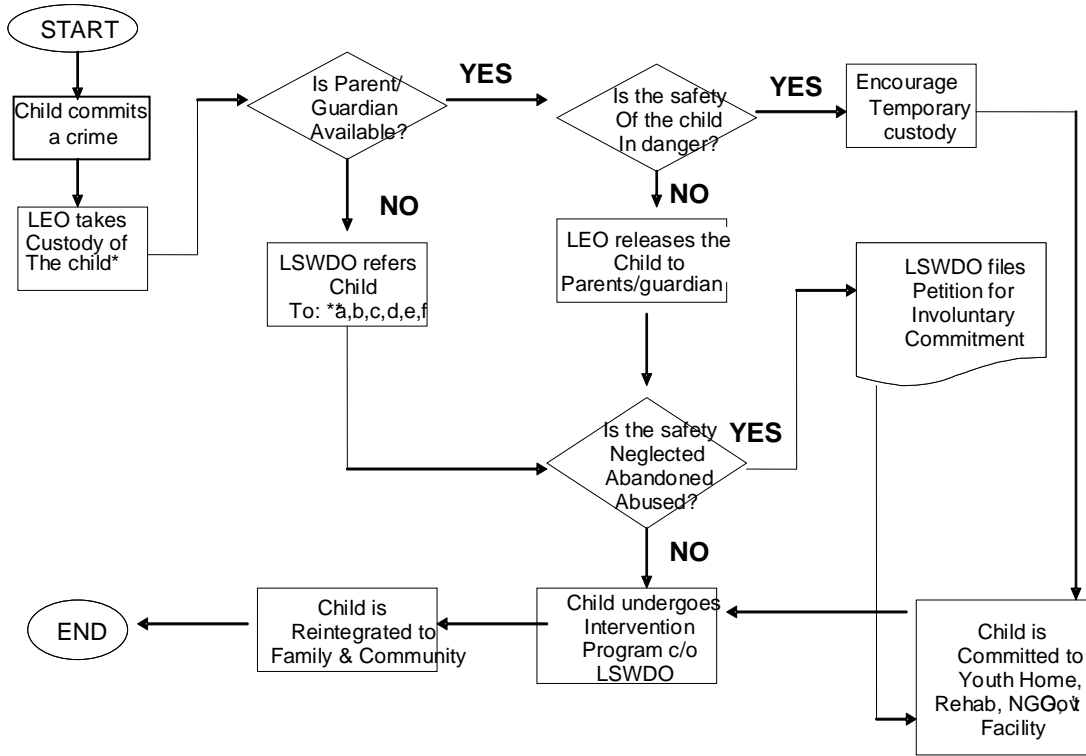 START
Child commits
a crime
LEO takes
Custody of
The child*
Is Parent/
Guardian
Available?
YES
NO
Is the safety
Of the child
In danger?
YES
NO
Encourage
Temporary
custody
LSWDO refers
Child
To: **a,b,c,d,e,f
LEO releases the
Child to
Parents/guardian
LSWDO files
Petition for
Involuntary
Commitment
Is the safety
Neglected
Abandoned
Abused?
YES
NO
Child is
Committed to
Youth Home,
Rehab, NGO, Gov't
Facility
Child undergoes
Intervention
Program c/o
LSWDO
Child is
Reintegrated to
Family & Community
END